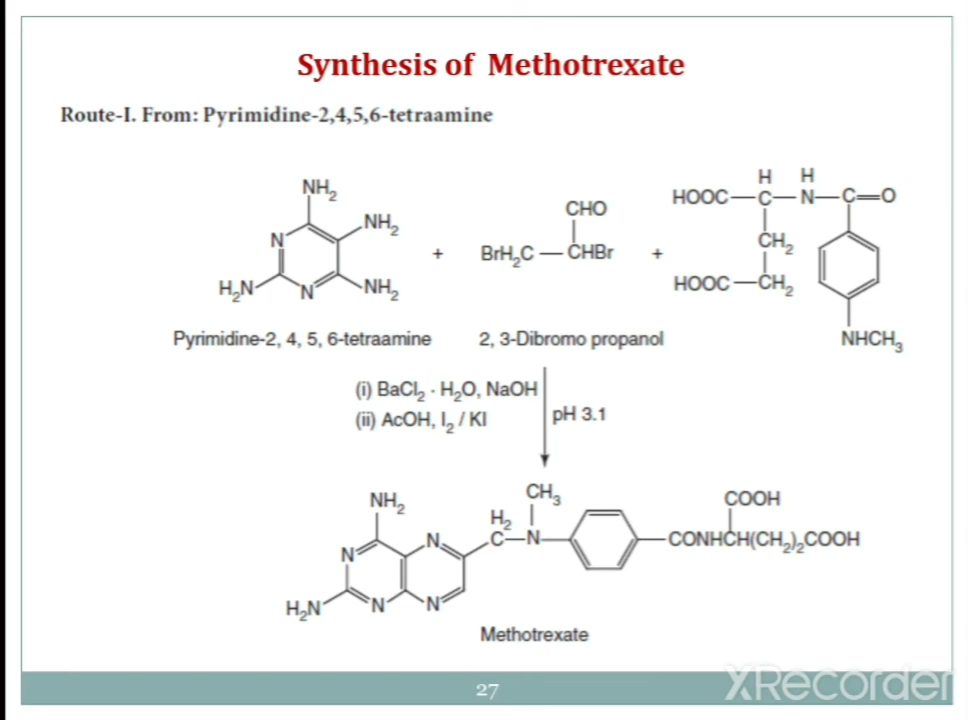 Synthesis of Methotrexate
Route-I. From: Pyrimidine-2,4,5,6-tetraamine
NH2
N
NH2
H2N
N
NH2
+
CHO
BrH2C — CHBr
+
H H
HOOC—C—N—C=O
CH2
HOOC—CH2
NHCH3
Pyrimidine-2, 4, 5, 6-tetraamine
2, 3-Dibromo propanol
(i) BaCl2 · H2O, NaOH
(ii) AcOH, I2 / KI
pH 3.1
NH2
CH3
COOH
H2
N
N
C—N
CONHCH(CH2)2COOH
H2N
N
N
Methotrexate
27
XRecorder